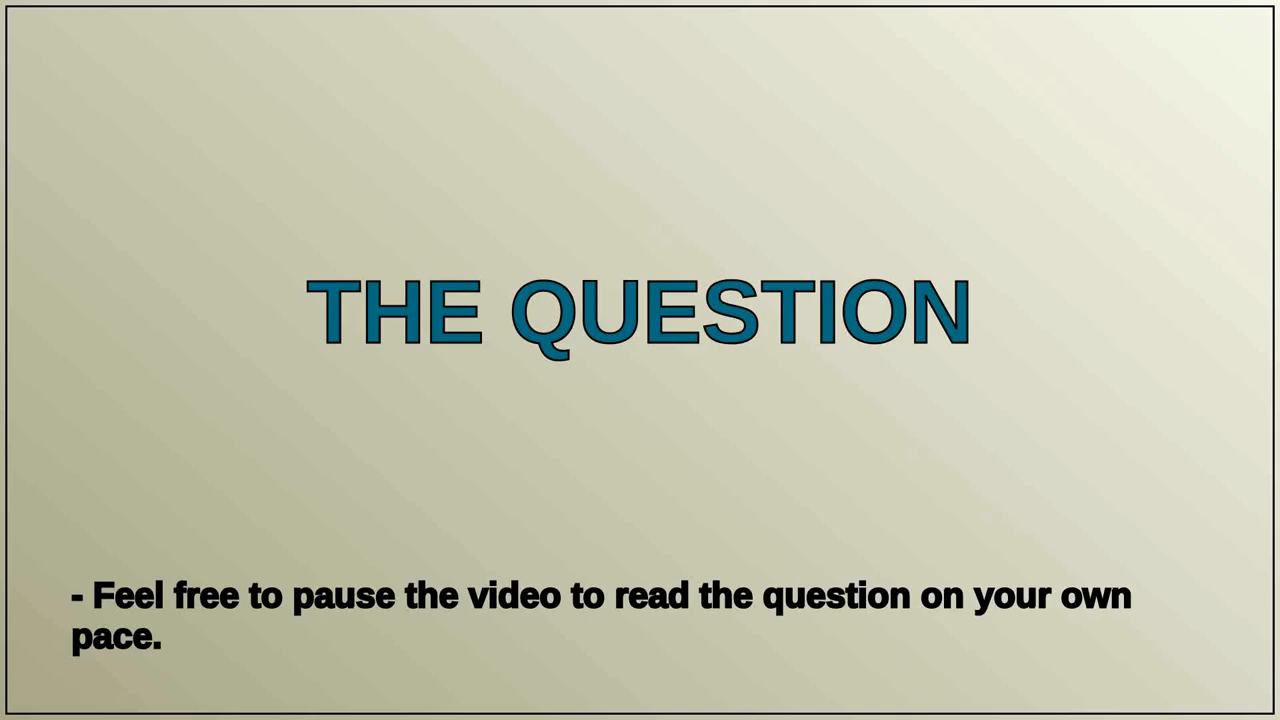 THE QUESTION
- Feel free to pause the video to read the question on your own
pace.